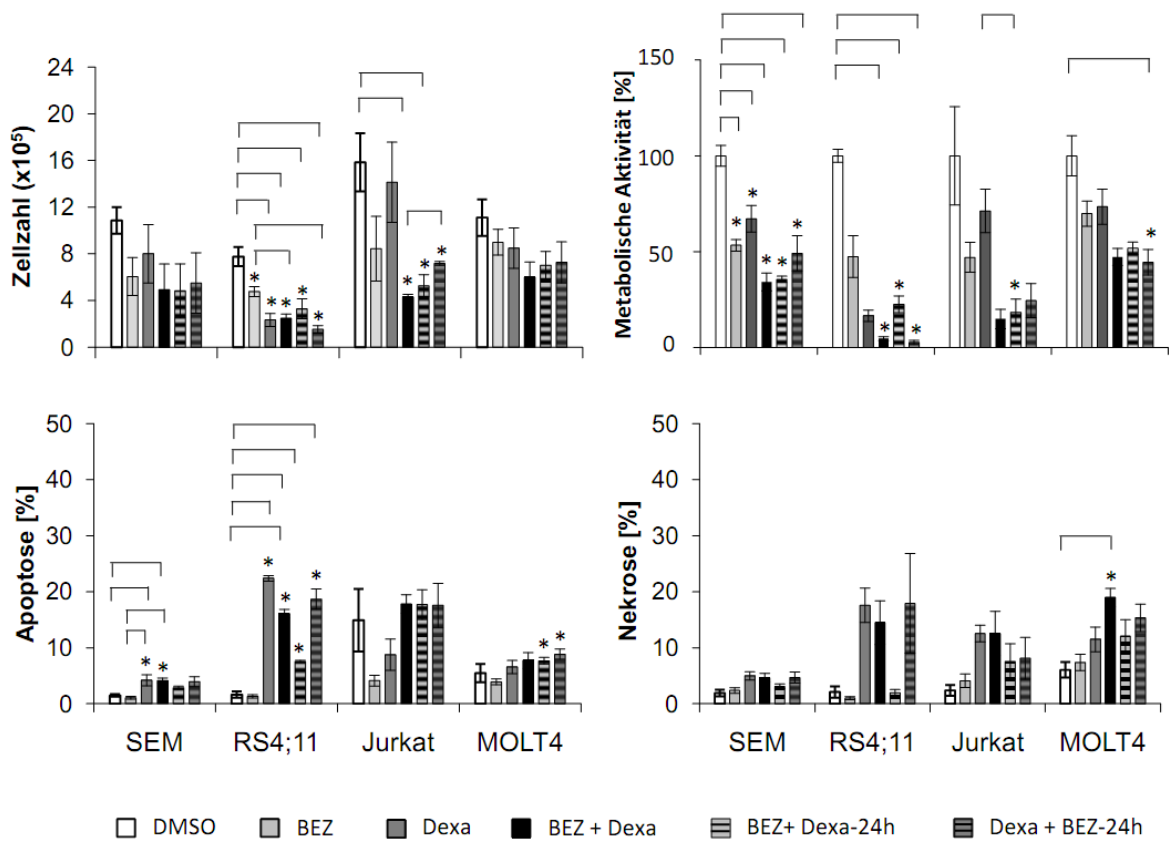 Zellzahl (x10⁵)
24
20
16
12
8
4
0
* * * * * * * * *
Metabolische Aktivität [%]
150
100
50
0
* * * * * * * * * *
Apoptose [%]
50
40
30
20
10
0
* * * * * * * *
SEM RS4;11 Jurkat MOLT4
Nekrose [%]
50
40
30
20
10
0
*
SEM RS4;11 Jurkat MOLT4
DMSO BEZ Dexa BEZ + Dexa BEZ+ Dexa-24h Dexa + BEZ-24h